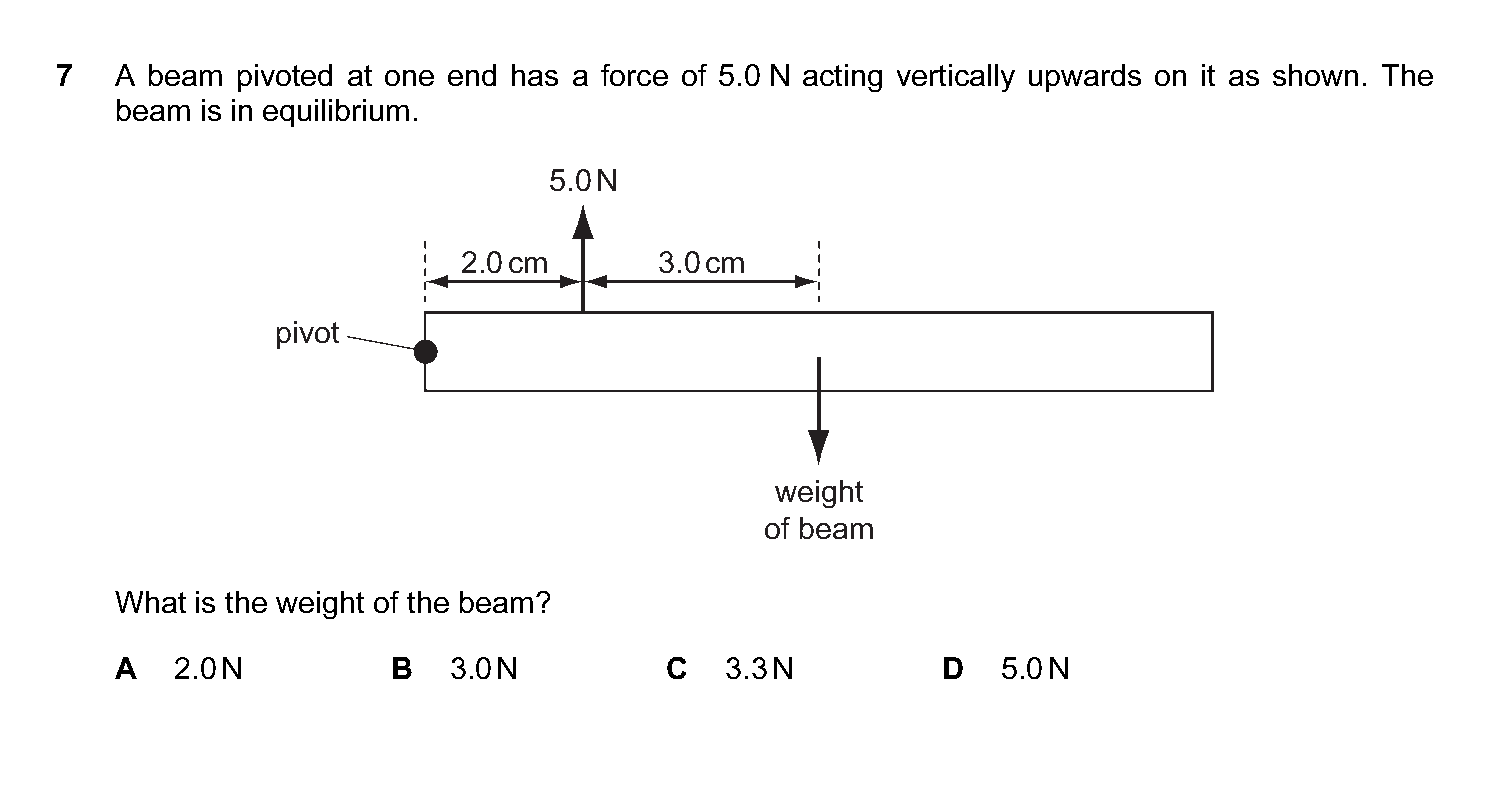 7 A beam pivoted at one end has a force of 5.0 N acting vertically upwards on it as shown. The
beam is in equilibrium.
5.0 N
2.0 cm 3.0 cm
pivot
weight
of beam
What is the weight of the beam?
A 2.0 N B 3.0 N C 3.3 N D 5.0 N